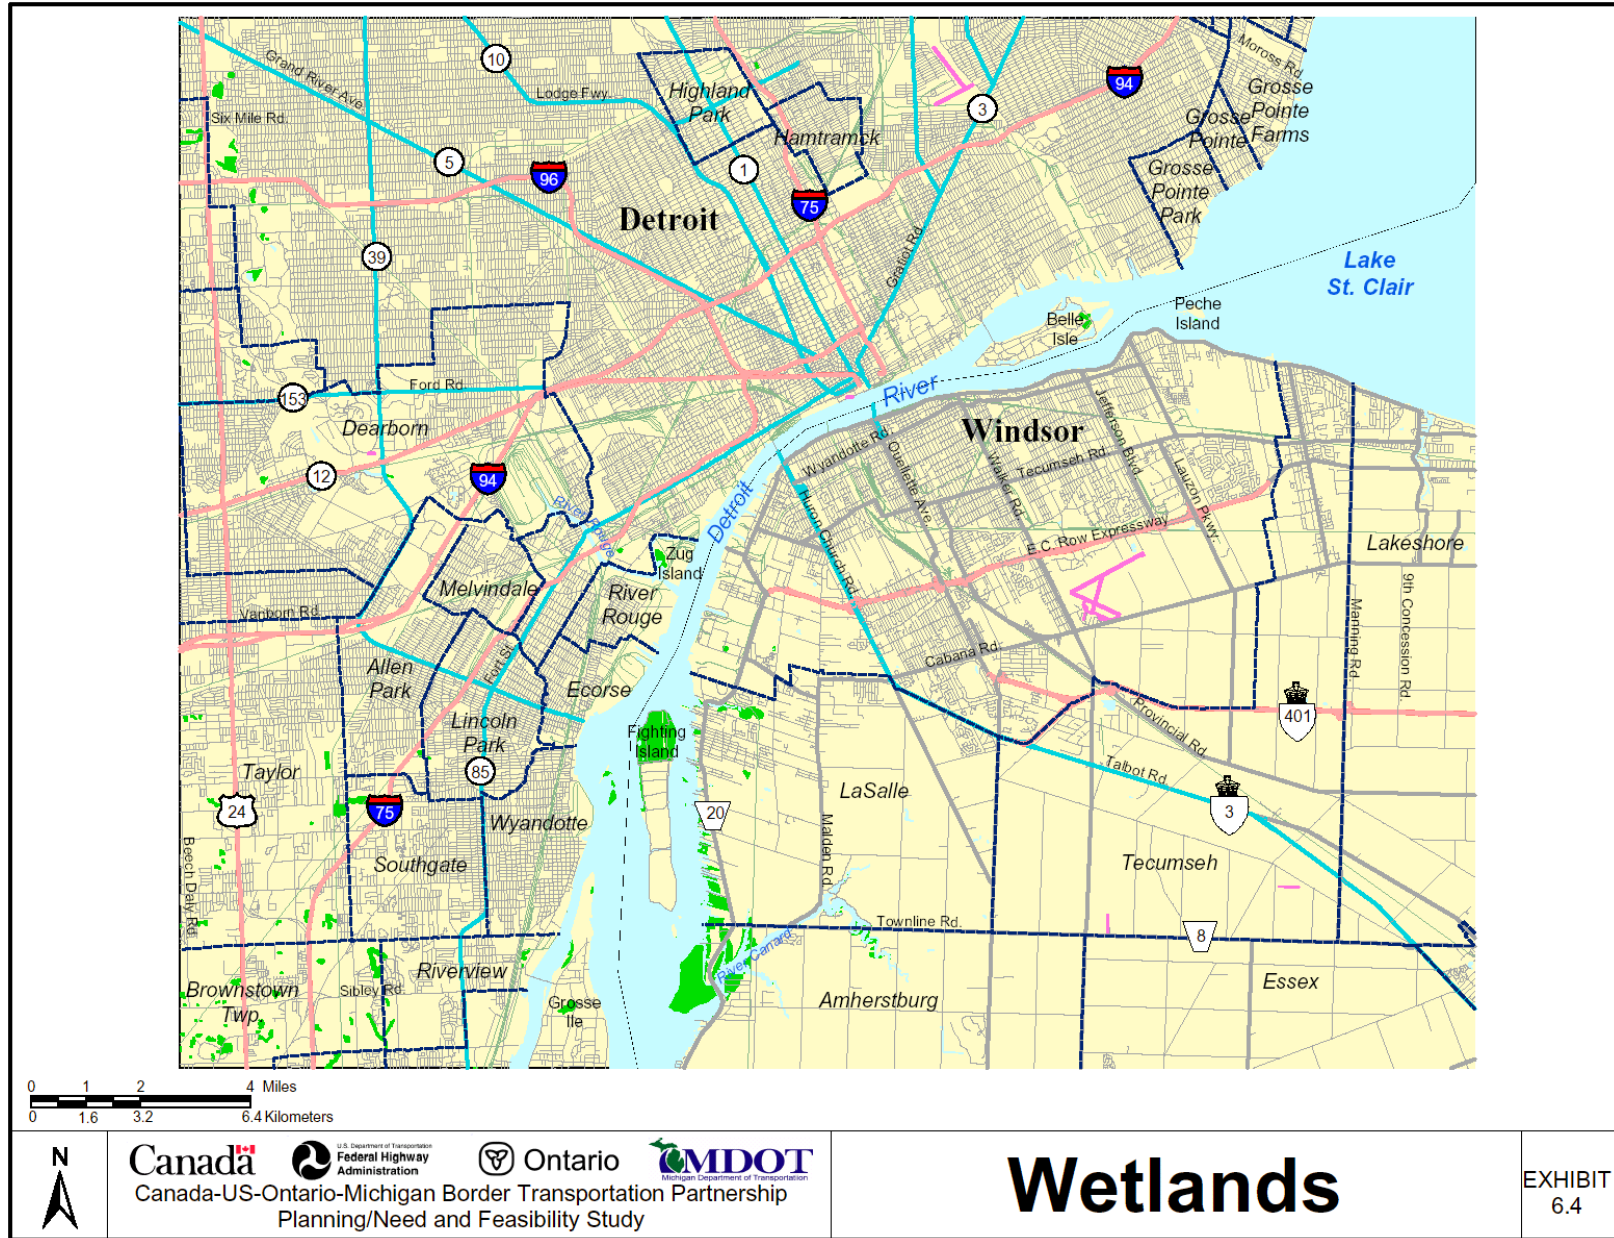 Moross Rd.
Grosse
Pointe
Farms
Grosse
Pointe
Grosse
Pointe
Park
Grand River Ave.
10
Lodge Fwy.
Highland
Park
Hamtramck
3
94
Six Mile Rd.
5
96
1
75
Detroit
39
Gratiot Rd.
Lake
St. Clair
Peche
Island
Belle
Isle
River
Ford Rd.
153
Dearborn
12
94
Windsor
Wyandotte Rd.
Ouellette Ave.
Walker Rd.
Tecumseh Rd.
Jefferson Blvd.
Lauzon Pkwy.
Detroit
River Rouge
Huron Church Rd.
E.C. Row Expressway
Lakeshore
Zug
Island
Melvindale
River
Rouge
Vanborn Rd.
Manning Rd.
9th Concession Rd.
Allen
Park
Fort St.
Ecorse
Cabana Rd.
Lincoln
Park
85
Fighting
Island
Provincial Rd.
401
Talbot Rd.
3
Taylor
24
75
Wyandotte
20
LaSalle
Malden Rd.
Tecumseh
Southgate
Beech Daly Rd.
Townline Rd.
8
River Canard
Riverview
Brownstown
Twp.
Sibley Rd.
Grosse
Ile
Amherstburg
Essex
0 1 2 4 Miles
0 1.6 3.2 6.4 Kilometers
N
Canada
U.S. Department of Transportation
Federal Highway
Administration
Ontario
MDOT
Michigan Department of Transportation
Canada-US-Ontario-Michigan Border Transportation Partnership
Planning/Need and Feasibility Study
Wetlands
EXHIBIT
6.4